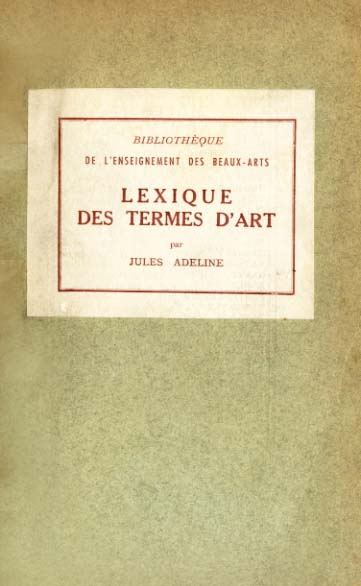 BIBLIOTHÈQUE
DE L'ENSEIGNEMENT DES BEAUX-ARTS
LEXIQUE
DES TERMES D'ART
par
JULES ADELINE